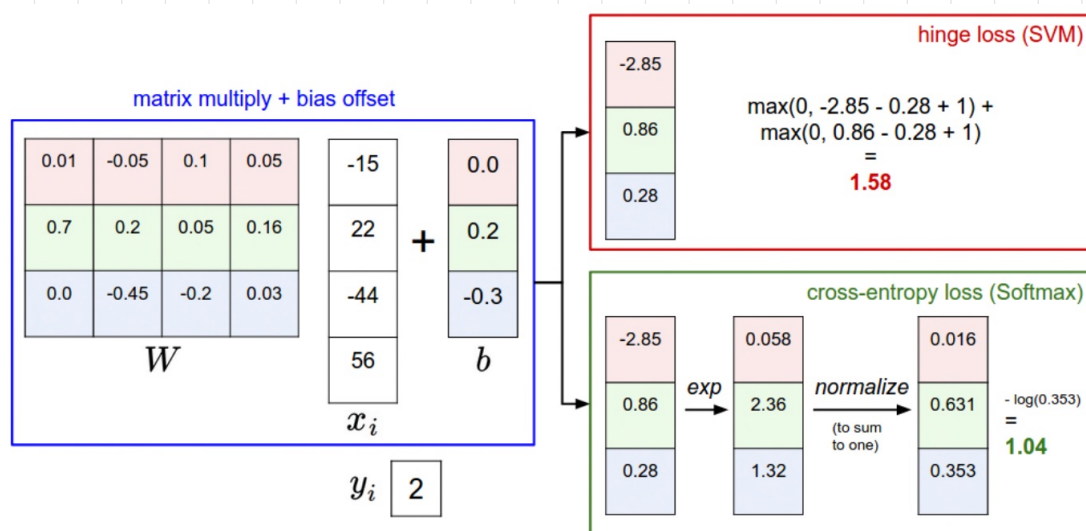 matrix multiply + bias offset
0.01 -0.05 0.1 0.05
0.7 0.2 0.05 0.16
0.0 -0.45 -0.2 0.03
W
-15
22
-44
56
x_i
+
0.0
0.2
-0.3
b
y_i 2
hinge loss (SVM)
-2.85
0.86
0.28
max(0, -2.85 - 0.28 + 1) +
max(0, 0.86 - 0.28 + 1)
=
1.58
cross-entropy loss (Softmax)
-2.85
0.86
0.28
exp
0.058
2.36
1.32
normalize
(to sum
to one)
0.016
0.631
0.353
- log(0.353)
=
1.04